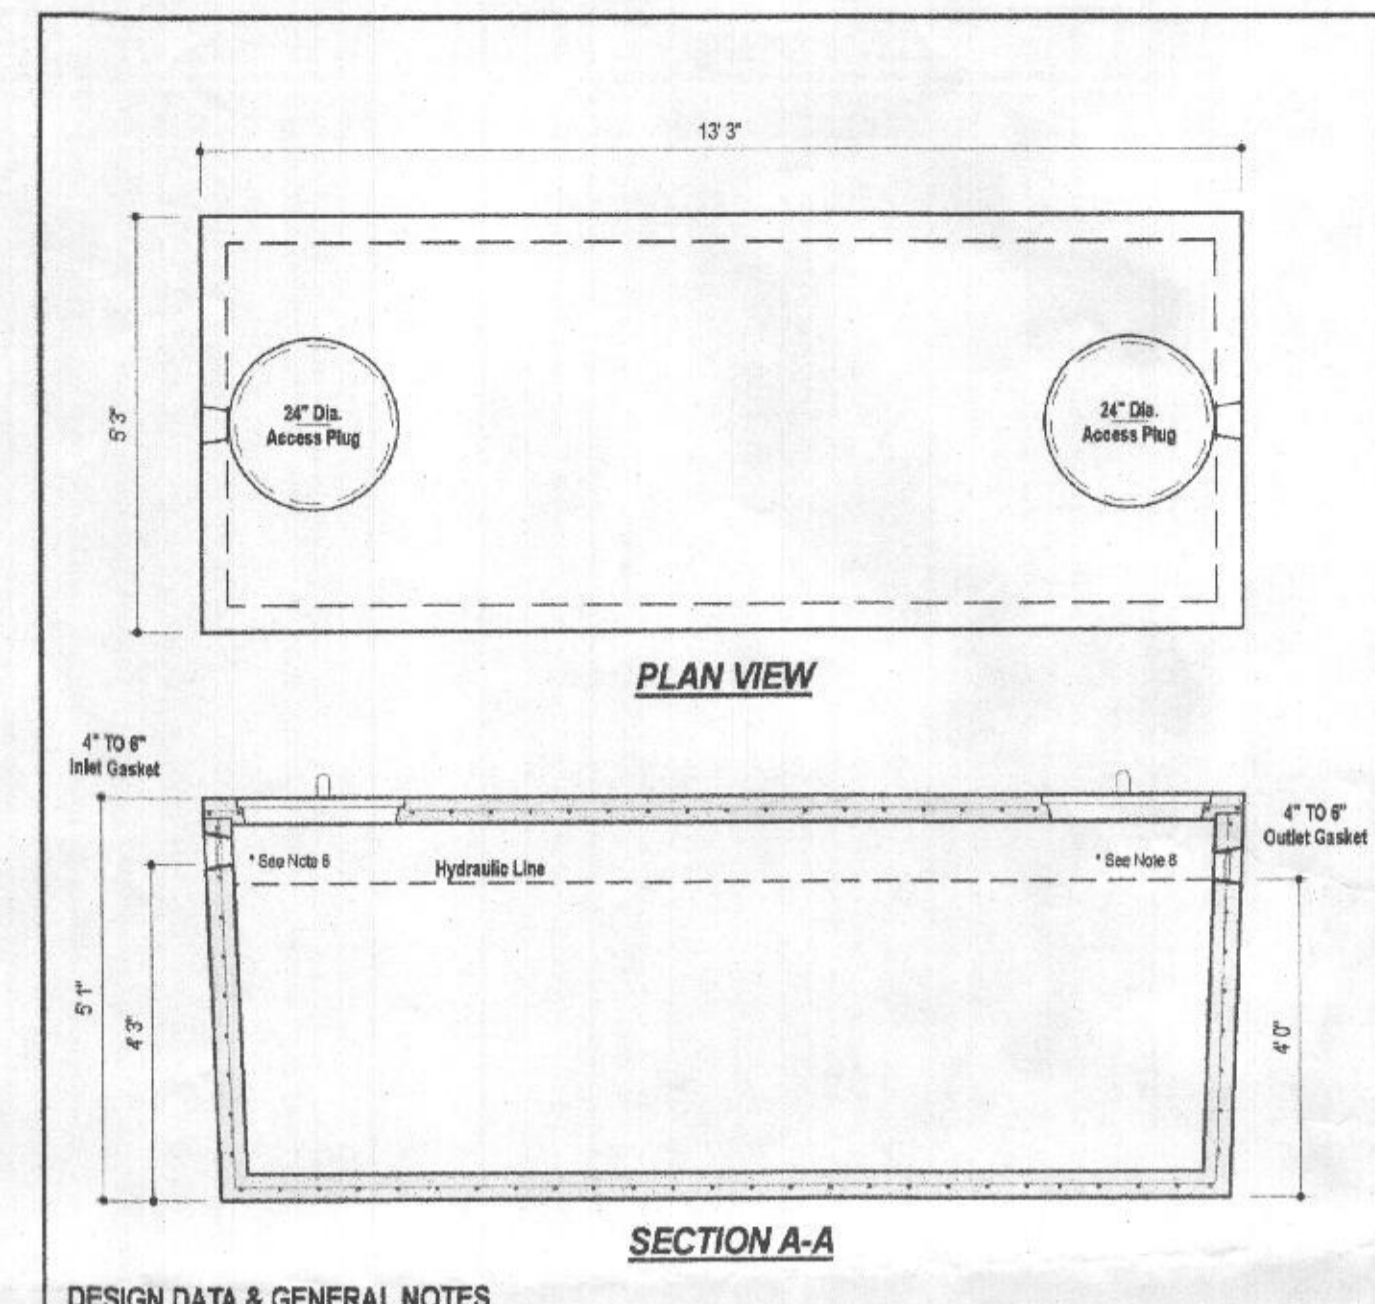 13' 3"
5' 3"
24" Dia.
Access Plug
24" Dia.
Access Plug
PLAN VIEW
4" TO 6"
Inlet Gasket
4" TO 6"
Outlet Gasket
* See Note 6
Hydraulic Line
* See Note 6
5' 1"
4' 3"
4' 0"
SECTION A-A
DESIGN DATA & GENERAL NOTES